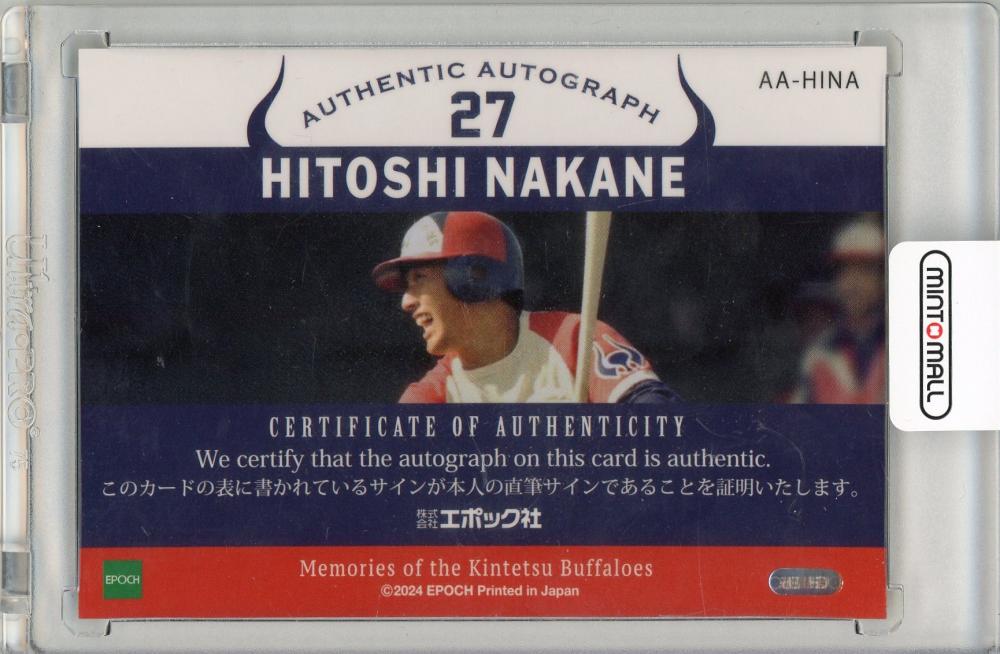 AUTHENTIC AUTOGRAPH
AA-HINA
27
HITOSHI NAKANE
CERTIFICATE OF AUTHENTICITY
We certify that the autograph on this card is authentic.
このカードの表に書かれているサインが本人の直筆サインであることを証明いたします。
株式会社エポック社
EPOCH
Memories of the Kintetsu Buffaloes
©2024 EPOCH Printed in Japan
MINTMALL
Ultra·PRO